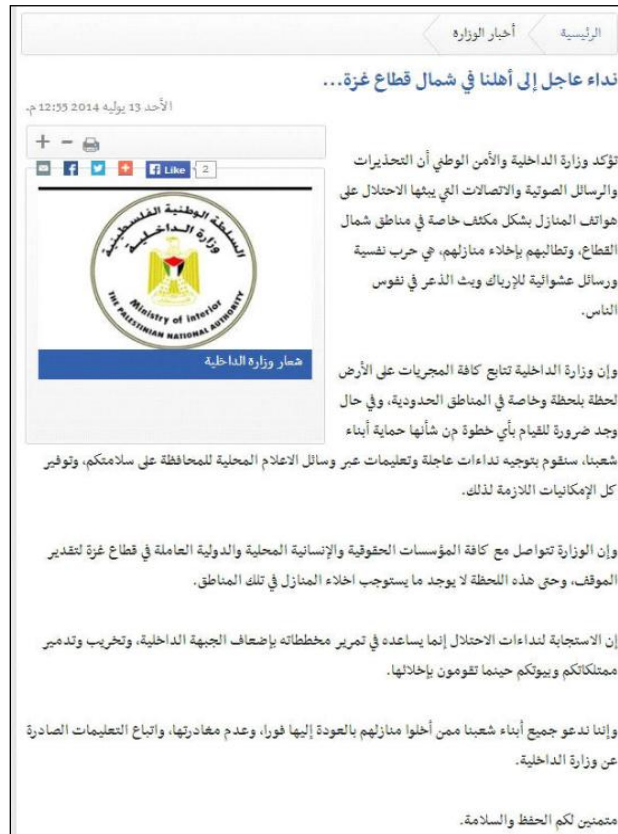 الرئيسية
أخبار الوزارة
نداء عاجل إلى أهلنا في شمال قطاع غزة...
الأحد 13 يوليه 2014 12:55 م.
+ -
Like 2
السلطة الوطنية الفلسطينية
وزارة الداخلية
Ministry of interior
THE PALESTINIAN NATIONAL AUTHORITY
شعار وزارة الداخلية
تؤكد وزارة الداخلية والأمن الوطني أن التحذيرات
والرسائل الصوتية والاتصالات التي يبثها الاحتلال على
هواتف المنازل بشكل مكثف خاصة في مناطق شمال
القطاع، وتطالبهم بإخلاء منازلهم، هي حرب نفسية
ورسائل عشوائية للإرباك وبث الذعر في نفوس
الناس.
وإن وزارة الداخلية تتابع كافة المجريات على الأرض
لحظة بلحظة وخاصة في المناطق الحدودية، وفي حال
وجد ضرورة للقيام بأي خطوة من شأنها حماية أبناء
شعبنا، سنقوم بتوجيه نداءات عاجلة وتعليمات عبر وسائل الاعلام المحلية للمحافظة على سلامتكم، وتوفير
كل الإمكانيات اللازمة لذلك.
وإن الوزارة تتواصل مع كافة المؤسسات الحقوقية والإنسانية المحلية والدولية العاملة في قطاع غزة لتقدير
الموقف، وحتى هذه اللحظة لا يوجد ما يستوجب اخلاء المنازل في تلك المناطق.
إن الاستجابة لنداءات الاحتلال إنما يساعده في تمرير مخططاته بإضعاف الجبهة الداخلية، وتخريب وتدمير
ممتلكاتكم وبيوتكم حينما تقومون بإخلائها.
وإننا ندعو جميع أبناء شعبنا ممن أخلوا منازلهم بالعودة إليها فورا، وعدم مغادرتها، واتباع التعليمات الصادرة
عن وزارة الداخلية.
متمنين لكم الحفظ والسلامة.